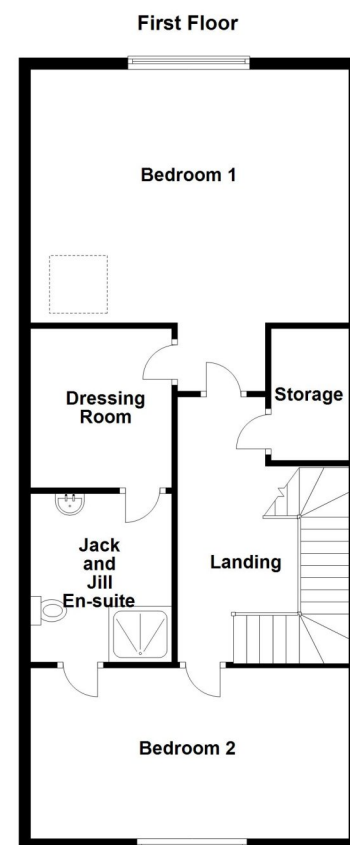 First Floor
Bedroom 1
Dressing
Room
Storage
Jack
and
Jill
En-suite
Landing
Bedroom 2